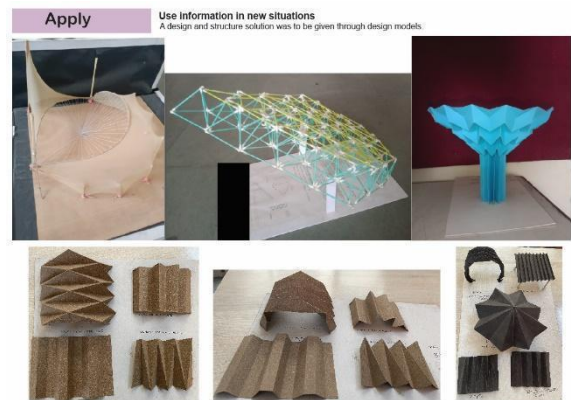 Apply
Use information in new situations
A design and structure solution was to be given through design models